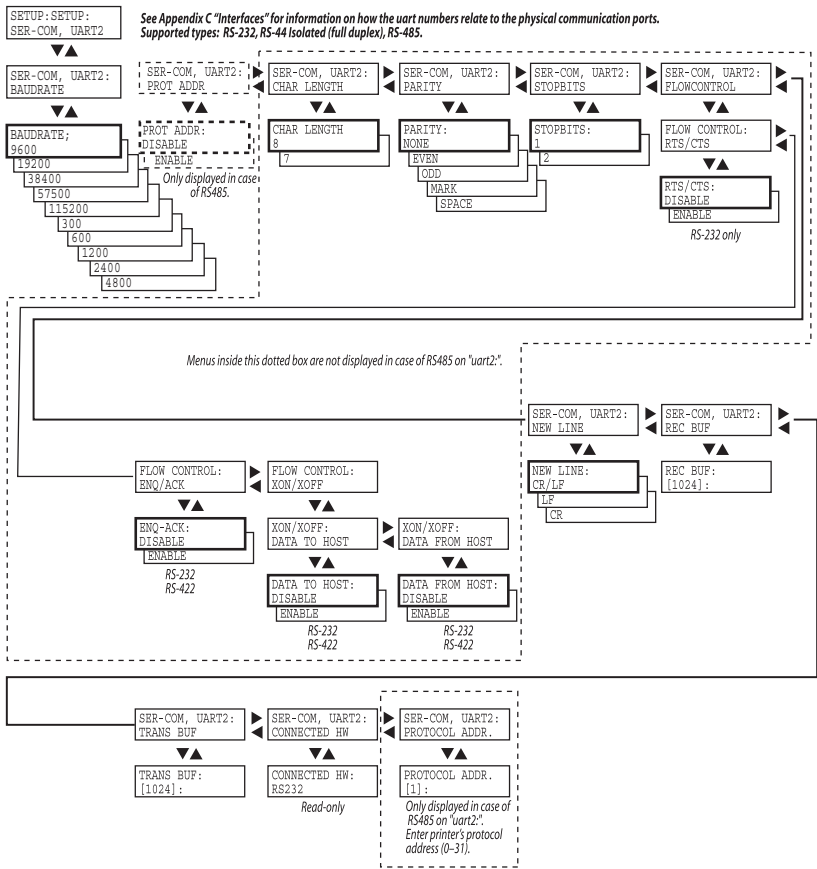 SETUP:SETUP:
SER-COM, UART2
See Appendix C "Interfaces" for information on how the uart numbers relate to the physical communication ports.
Supported types: RS-232, RS-44 Isolated (full duplex), RS-485.
SER-COM, UART2:
BAUDRATE
SER-COM, UART2:
PROT ADDR
SER-COM, UART2:
CHAR LENGTH
SER-COM, UART2:
PARITY
SER-COM, UART2:
STOPBITS
SER-COM, UART2:
FLOWCONTROL
BAUDRATE;
9600
19200
38400
57500
115200
300
600
1200
2400
4800
PROT ADDR:
DISABLE
ENABLE
Only displayed in case
of RS485.
CHAR LENGTH
8
7
PARITY:
NONE
EVEN
ODD
MARK
SPACE
STOPBITS:
1
2
FLOW CONTROL:
RTS/CTS
RTS/CTS:
DISABLE
ENABLE
RS-232 only
Menus inside this dotted box are not displayed in case of RS485 on "uart2:".
SER-COM, UART2:
NEW LINE
SER-COM, UART2:
REC BUF
NEW LINE:
CR/LF
LF
CR
REC BUF:
[1024]:
FLOW CONTROL:
ENQ/ACK
FLOW CONTROL:
XON/XOFF
ENQ-ACK:
DISABLE
ENABLE
RS-232
RS-422
XON/XOFF:
DATA TO HOST
XON/XOFF:
DATA FROM HOST
DATA TO HOST:
DISABLE
ENABLE
RS-232
RS-422
DATA FROM HOST:
DISABLE
ENABLE
RS-232
RS-422
SER-COM, UART2:
TRANS BUF
SER-COM, UART2:
CONNECTED HW
SER-COM, UART2:
PROTOCOL ADDR.
TRANS BUF:
[1024]:
CONNECTED HW:
RS232
Read-only
PROTOCOL ADDR.
[1]:
Only displayed in case of
RS485 on "uart2:".
Enter printer's protocol
address (0–31).